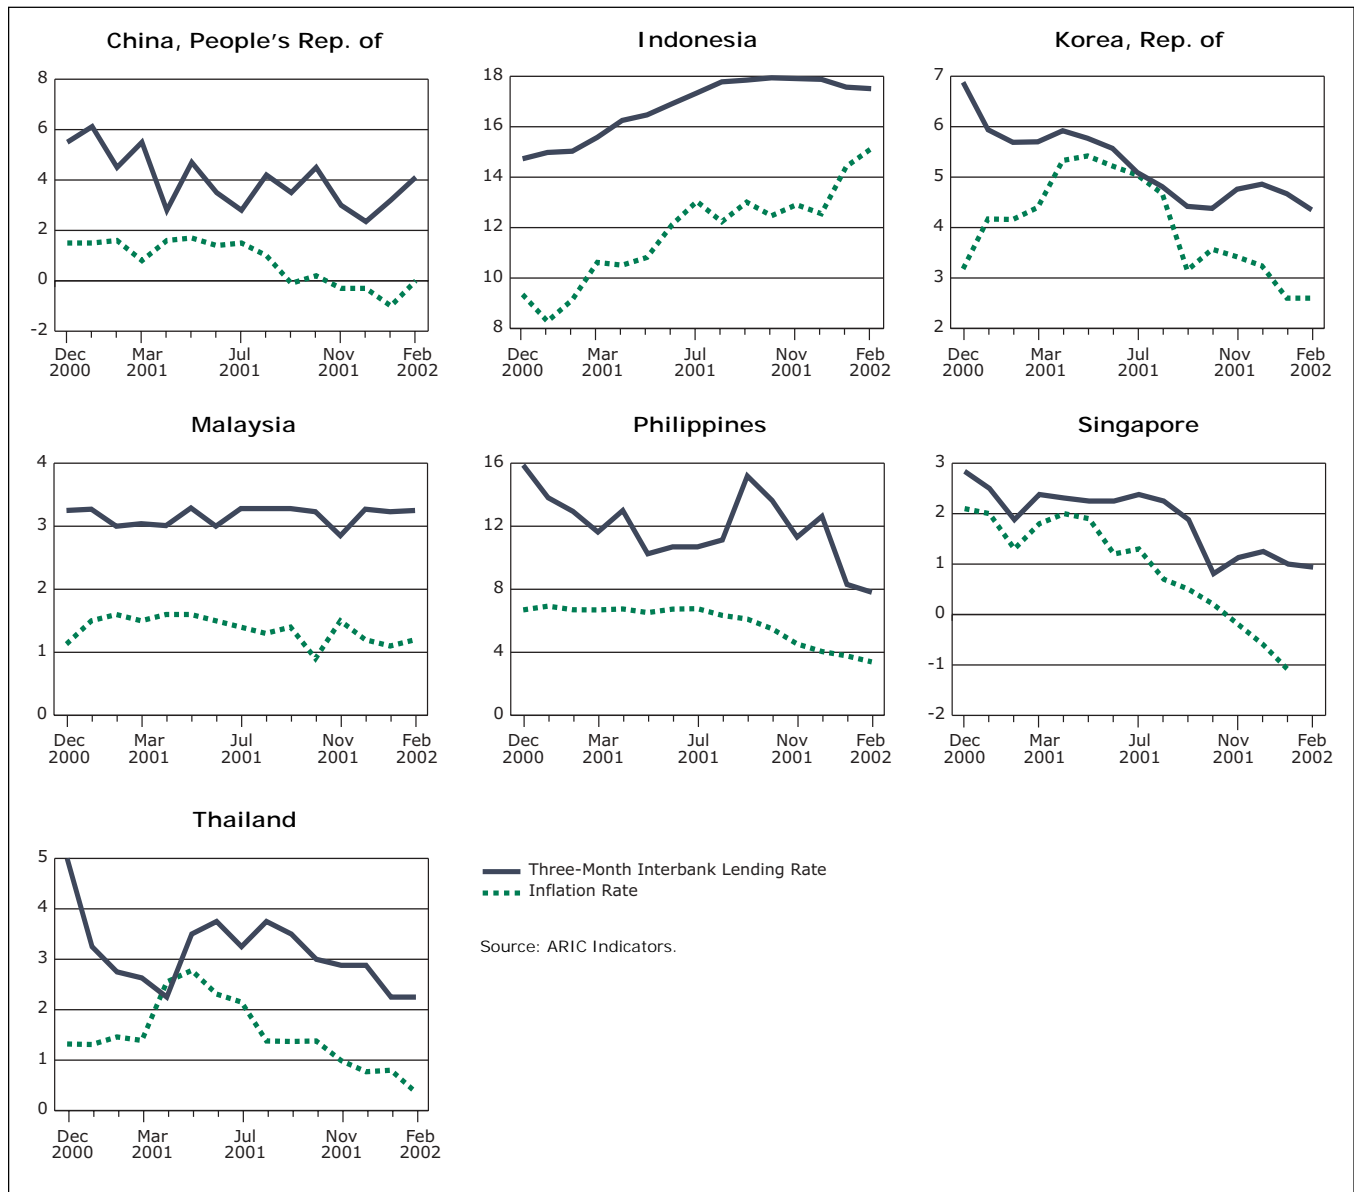 China, People's Rep. of
8
6
4
2
0
-2
Dec Mar Jul Nov Feb
2000 2001 2001 2001 2002
Indonesia
18
16
14
12
10
8
Dec Mar Jul Nov Feb
2000 2001 2001 2001 2002
Korea, Rep. of
7
6
5
4
3
2
Dec Mar Jul Nov Feb
2000 2001 2001 2001 2002
Malaysia
4
3
2
1
0
Dec Mar Jul Nov Feb
2000 2001 2001 2001 2002
Philippines
16
12
8
4
0
Dec Mar Jul Nov Feb
2000 2001 2001 2001 2002
Singapore
3
2
1
0
-1
-2
Dec Mar Jul Nov Feb
2000 2001 2001 2001 2002
Thailand
5
4
3
2
1
0
Dec Mar Jul Nov Feb
2000 2001 2001 2001 2002
Three-Month Interbank Lending Rate
Inflation Rate
Source: ARIC Indicators.